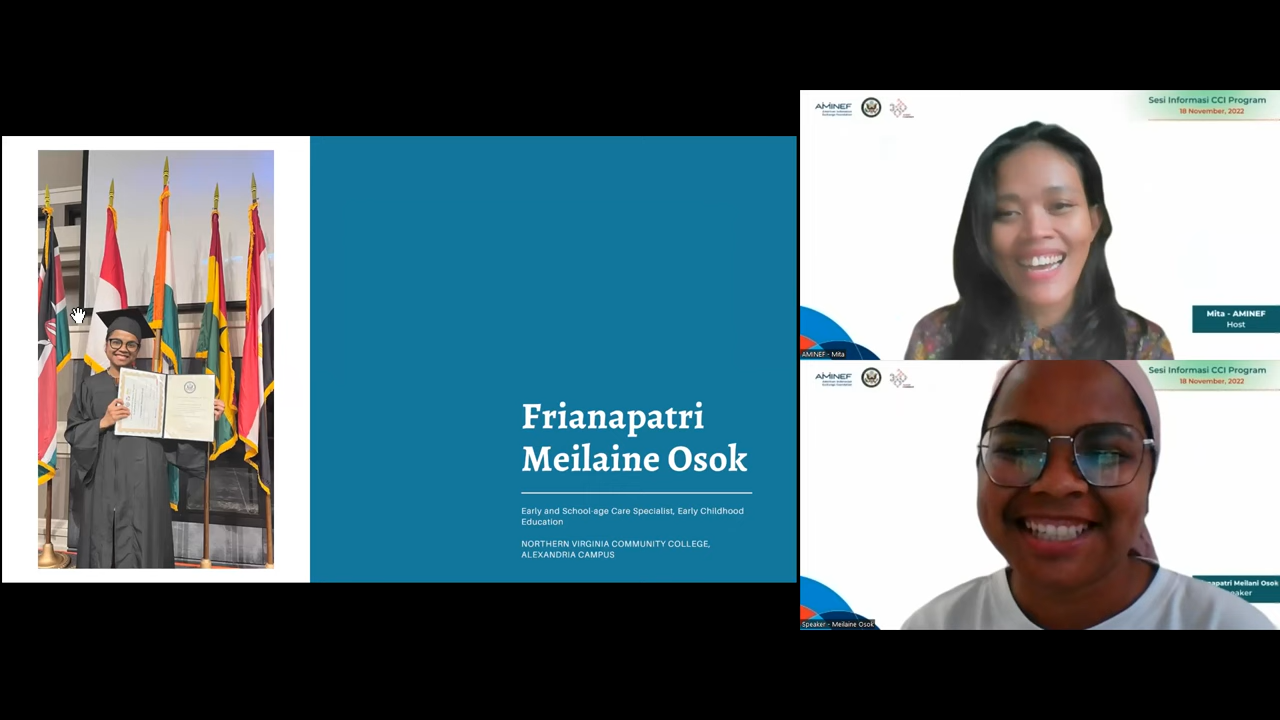 Frianapatri
Meilaine Osok
Early and School-age Care Specialist, Early Childhood
Education
NORTHERN VIRGINIA COMMUNITY COLLEGE,
ALEXANDRIA CAMPUS
AMINEF
Sesi Informasi CCI Program
18 November, 2022
Mita - AMINEF
Host
AMINEF - Mita
AMINEF
Sesi Informasi CCI Program
18 November, 2022
Meilani Osok
Speaker - Meilaine Osok